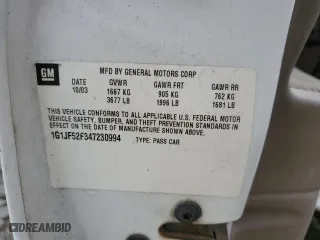 GM
MFD BY GENERAL MOTORS CORP
DATE GVWR GAWR FRT GAWR RR
10/03 1667 KG 905 KG 762 KG
3677 LB 1996 LB 1681 LB
THIS VEHICLE CONFORMS TO ALL APPLICABLE U.S. FEDERAL MOTOR
VEHICLE SAFETY, BUMPER, AND THEFT PREVENTION STANDARDS IN
EFFECT ON THE DATE OF MANUFACTURE SHOWN ABOVE.
1G1JF52F347230994 TYPE: PASS CAR